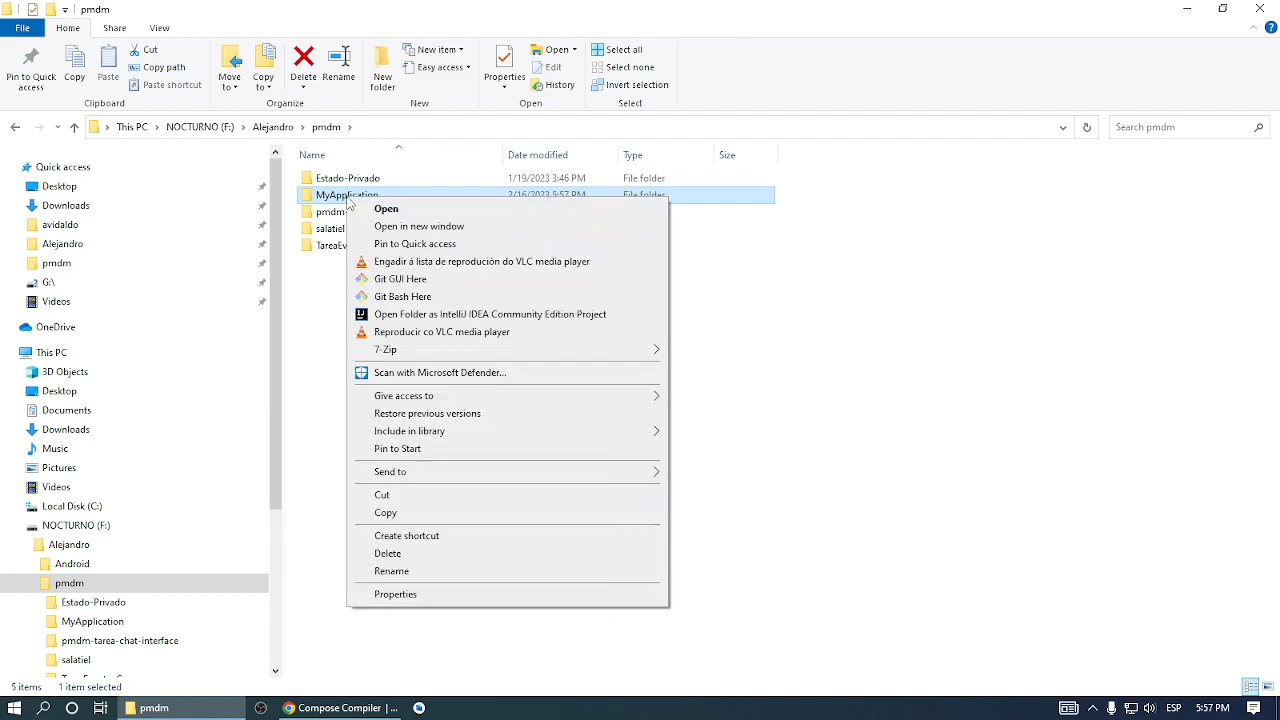 pmdm
File Home Share View
Pin to Quick access
Copy
Paste
Cut
Copy path
Paste shortcut
Clipboard
Move to
Copy to
Delete
Rename
Organize
New folder
New item
Easy access
New
Properties
Open
Edit
History
Open
Select all
Select none
Invert selection
Select
This PC NOCTURNO (F:) Alejandro pmdm
Search pmdm
Name Date modified Type Size
Estado-Privado 1/19/2023 3:46 PM File folder
MyApplication 2/16/2023 5:57 PM File folder
pmdm-
salatiel
TareaEv
Open
Open in new window
Pin to Quick access
Engadir á lista de reprodución do VLC media player
Git GUI Here
Git Bash Here
Open Folder as IntelliJ IDEA Community Edition Project
Reproducir co VLC media player
7-Zip
Scan with Microsoft Defender...
Give access to
Restore previous versions
Include in library
Pin to Start
Send to
Cut
Copy
Create shortcut
Delete
Rename
Properties
Quick access
Desktop
Downloads
avidaldo
Alejandro
pmdm
G:\
Videos
OneDrive
This PC
3D Objects
Desktop
Documents
Downloads
Music
Pictures
Videos
Local Disk (C:)
NOCTURNO (F:)
Alejandro
Android
pmdm
Estado-Privado
MyApplication
pmdm-tarea-chat-interface
salatiel
5 items 1 item selected
pmdm
Compose Compiler | ...
ESP 5:57 PM